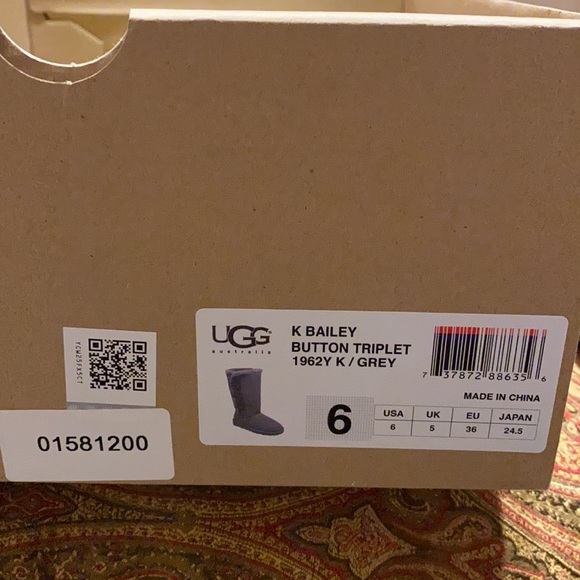 UGG
australia
K BAILEY
BUTTON TRIPLET
1962Y K / GREY
7 37872 88635 6
MADE IN CHINA
6
USA UK EU JAPAN
6 5 36 24.5
01581200